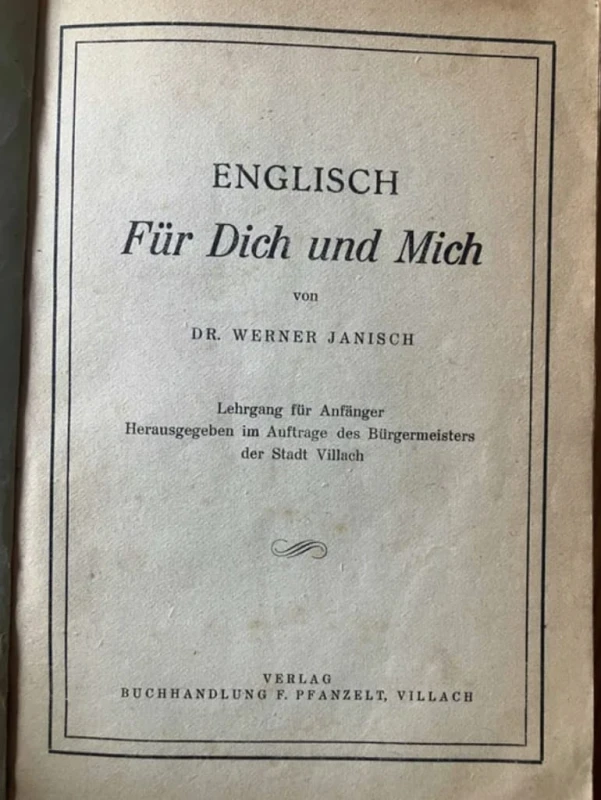 ENGLISCH
Für Dich und Mich
von
DR. WERNER JANISCH
Lehrgang für Anfänger
Herausgegeben im Auftrage des Bürgermeisters
der Stadt Villach
VERLAG
BUCHHANDLUNG F. PFANZELT, VILLACH